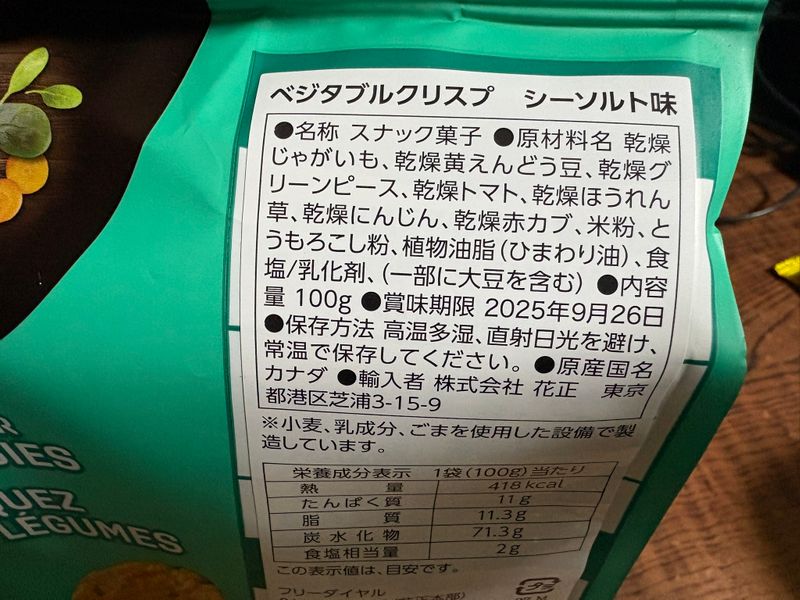 ベジタブルクリスプ　シーソルト味
●名称 スナック菓子 ●原材料名 乾燥
じゃがいも、乾燥黄えんどう豆、乾燥グ
リーンピース、乾燥トマト、乾燥ほうれん
草、乾燥にんじん、乾燥赤カブ、米粉、と
うもろこし粉、植物油脂(ひまわり油)、食
塩/乳化剤、(一部に大豆を含む) ●内容
量 100g ●賞味期限 2025年9月26日
●保存方法 高温多湿、直射日光を避け、
常温で保存してください。 ●原産国名
カナダ ●輸入者 株式会社 花正　東京
都港区芝浦3-15-9
※小麦、乳成分、ごまを使用した設備で製
造しています。
栄養成分表示　1袋(100g)当たり
熱量 418kcal
たんぱく質 11g
脂質 11.3g
炭水化物 71.3g
食塩相当量 2g
この表示値は、目安です。
フリーダイヤル
プラ
QUEZ
LÉGUMES